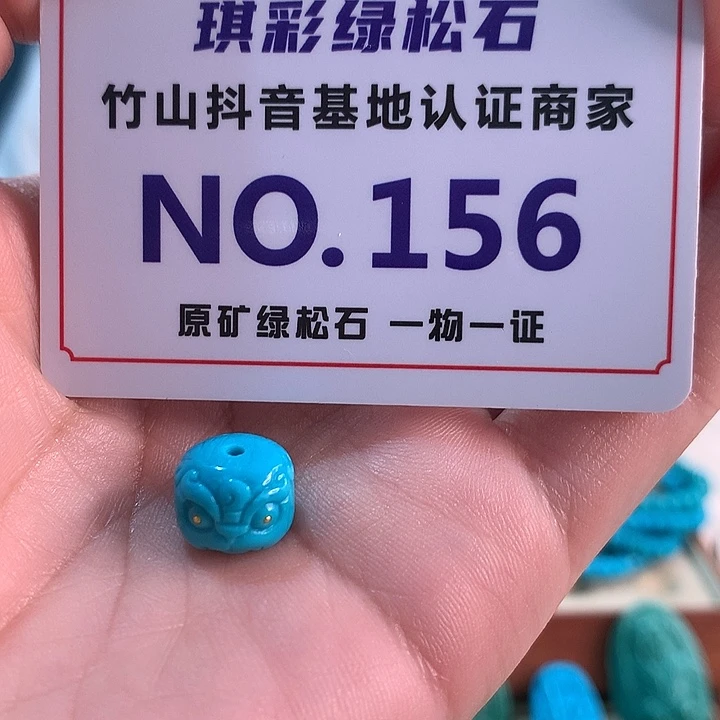 琪彩绿松石
竹山抖音基地认证商家
NO.156
原矿绿松石 一物一证